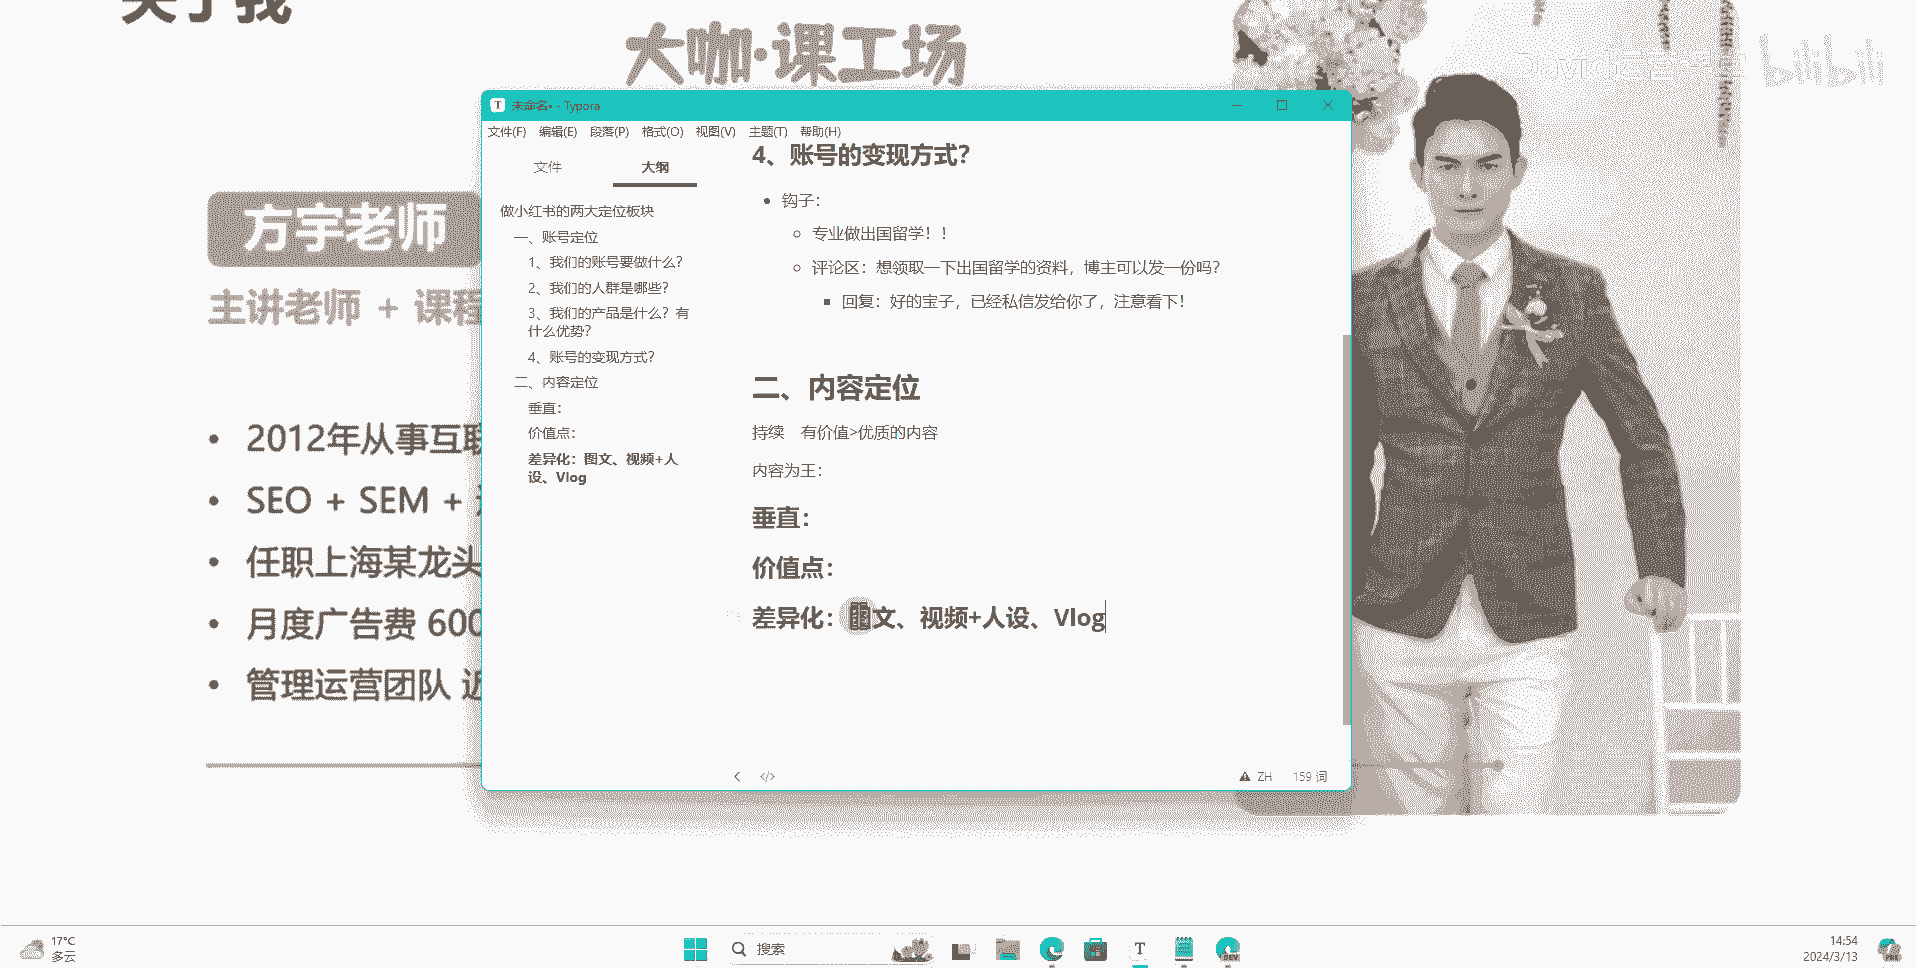 关于我
大咖·课工场
bilibili
未命名• - Typora
文件(F) 编辑(E) 段落(P) 格式(O) 视图(V) 主题(T) 帮助(H)
文件 大纲
做小红书的两大定位板块
一、账号定位
1、我们的账号要做什么？
2、我们的人群是哪些？
3、我们的产品是什么？有
什么优势？
4、账号的变现方式？
二、内容定位
垂直：
价值点：
差异化：图文、视频+人
设、Vlog
4、账号的变现方式？
钩子：
专业做出国留学！！
评论区：想领取一下出国留学的资料，博主可以发一份吗？
回复：好的宝子，已经私信发给你了，注意看下！
二、内容定位
持续 有价值>优质的内容
内容为王：
垂直：
价值点：
差异化：图文、视频+人设、Vlog
ZH 159 词
方宇老师
主讲老师 + 课程
2012年从事互联
SEO + SEM +
任职上海某龙头
月度广告费 600
管理运营团队 近
17°C
多云
搜索
14:54
2024/3/13